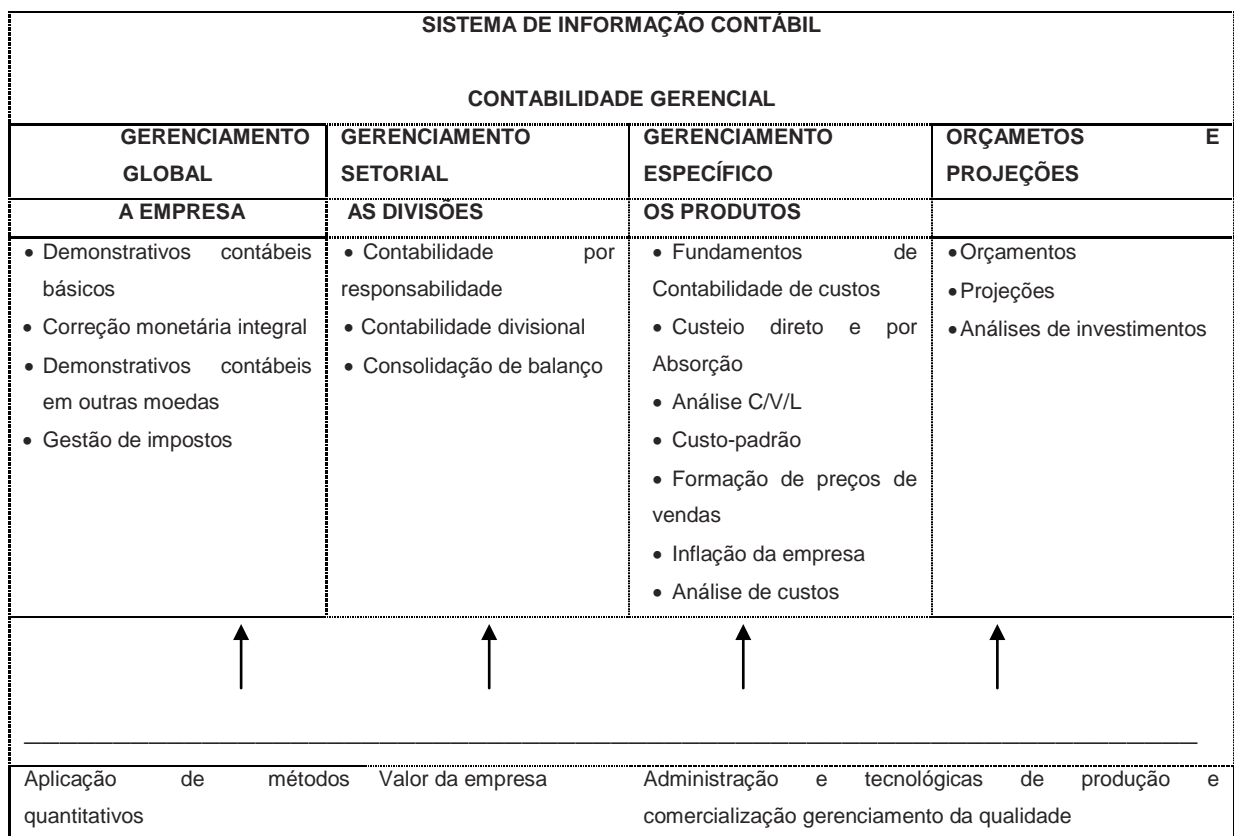 SISTEMA DE INFORMAÇÃO CONTÁBIL
CONTABILIDADE GERENCIAL
GERENCIAMENTO
GLOBAL
GERENCIAMENTO
SETORIAL
GERENCIAMENTO
ESPECÍFICO
ORÇAMETOS E
PROJEÇÕES
A EMPRESA
AS DIVISÕES
OS PRODUTOS
• Demonstrativos contábeis
básicos
• Correção monetária integral
• Demonstrativos contábeis
em outras moedas
• Gestão de impostos
• Contabilidade por
responsabilidade
• Contabilidade divisional
• Consolidação de balanço
• Fundamentos de
Contabilidade de custos
• Custeio direto e por
Absorção
• Análise C/V/L
• Custo-padrão
• Formação de preços de
vendas
• Inflação da empresa
• Análise de custos
• Orçamentos
• Projeções
• Análises de investimentos
Aplicação de métodos
quantitativos
Valor da empresa
Administração e tecnológicas de produção e
comercialização gerenciamento da qualidade